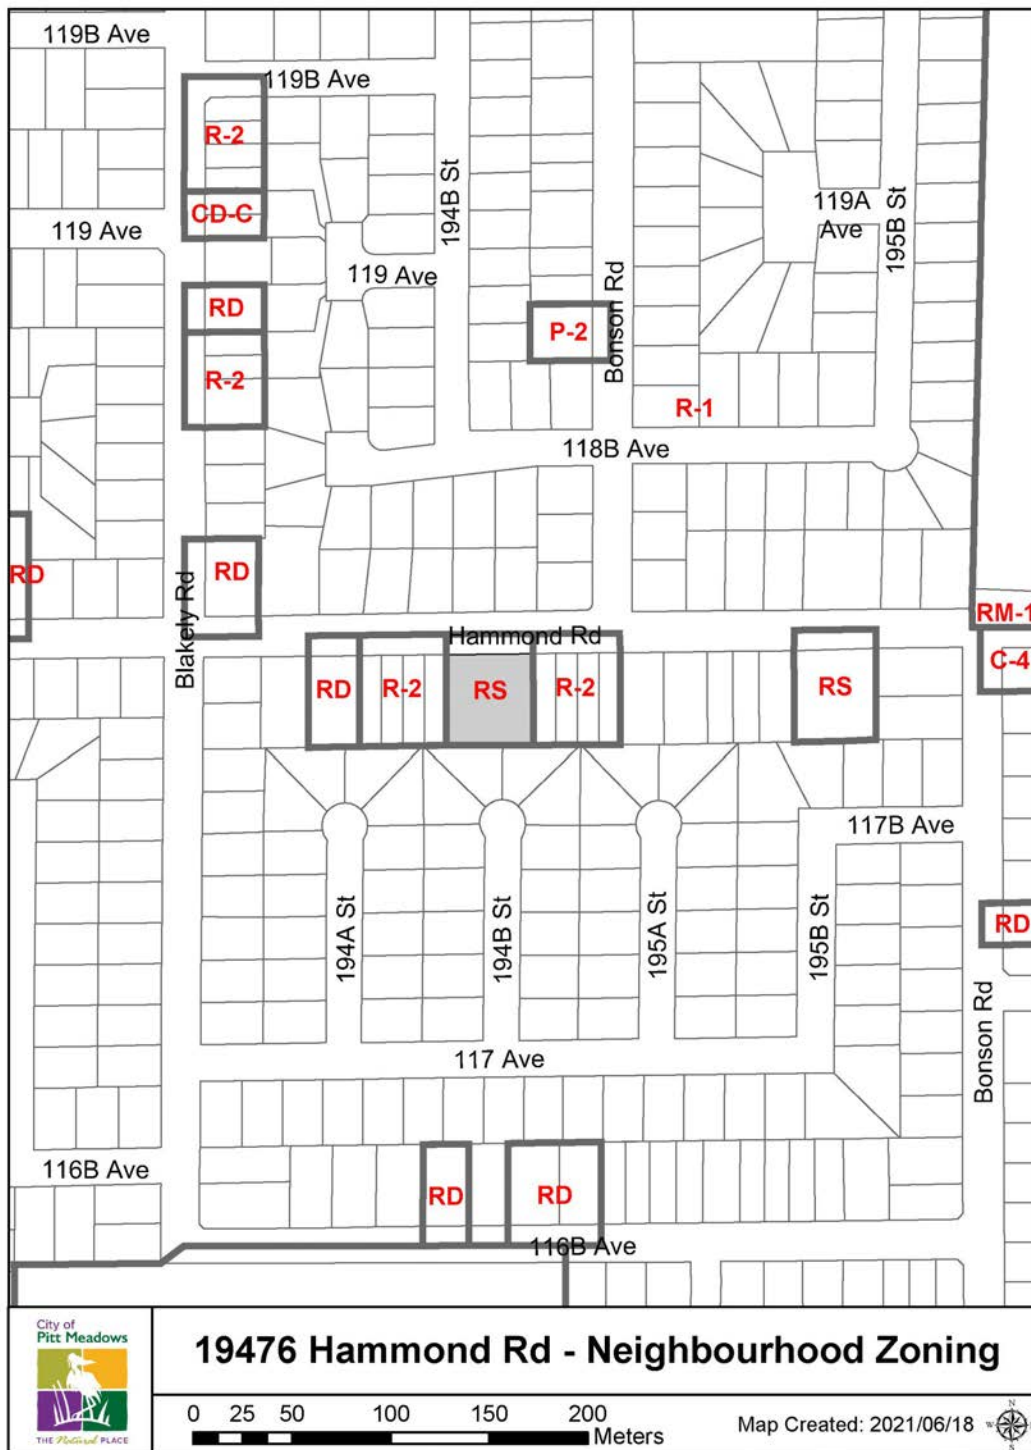 119B Ave
119B Ave
R-2
194B St
CD-C
119A
Ave
195B St
119 Ave
119 Ave
RD
Bonson Rd
P-2
R-2
R-1
118B Ave
RD
RD
Blakely Rd
RM-1
Hammond Rd
C-4
RD
R-2
RS
R-2
RS
117B Ave
194A St
194B St
195A St
195B St
RD
Bonson Rd
117 Ave
116B Ave
RD
RD
116B Ave
City of
Pitt Meadows
THE Natural PLACE
19476 Hammond Rd - Neighbourhood Zoning
0 25 50 100 150 200
Meters
Map Created: 2021/06/18
N
W